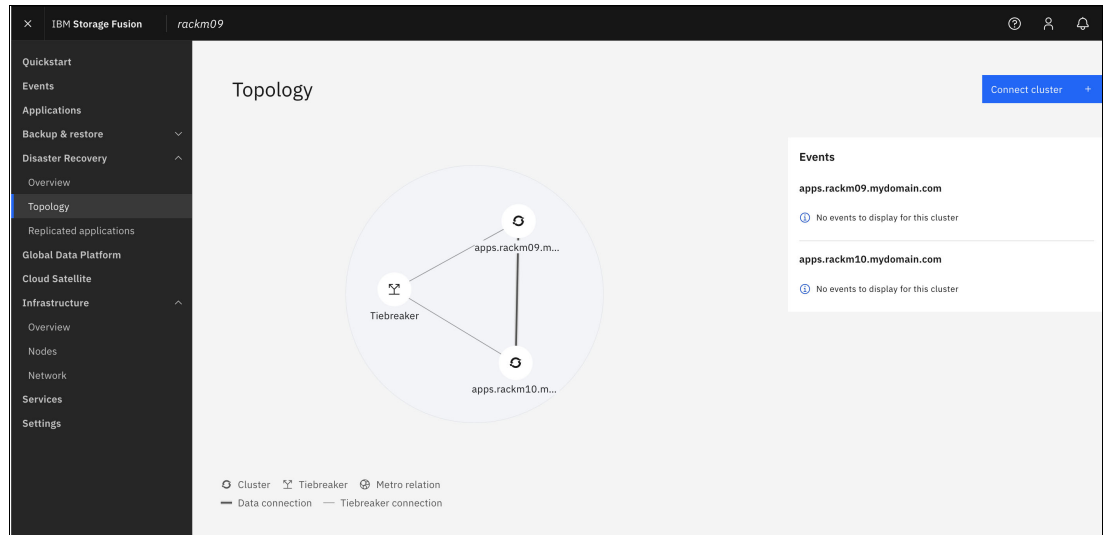 IBM Storage Fusion rackm09
Quickstart
Events
Applications
Backup & restore
Disaster Recovery
Overview
Topology
Replicated applications
Global Data Platform
Cloud Satellite
Infrastructure
Overview
Nodes
Network
Services
Settings
Topology
Connect cluster +
apps.rackm09.m...
Tiebreaker
apps.rackm10.m...
Cluster Tiebreaker Metro relation
Data connection Tiebreaker connection
Events
apps.rackm09.mydomain.com
No events to display for this cluster
apps.rackm10.mydomain.com
No events to display for this cluster